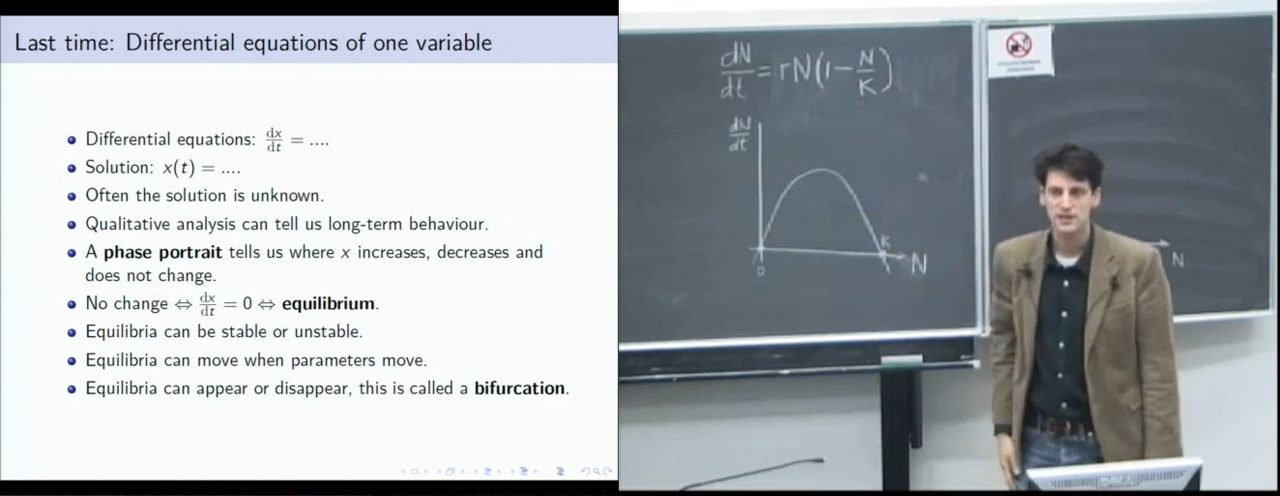 Last time: Differential equations of one variable
Differential equations: dx/dt = ....
Solution: x(t) = ....
Often the solution is unknown.
Qualitative analysis can tell us long-term behaviour.
A phase portrait tells us where x increases, decreases and
does not change.
No change ⇔ dx/dt = 0 ⇔ equilibrium.
Equilibria can be stable or unstable.
Equilibria can move when parameters move.
Equilibria can appear or disappear, this is called a bifurcation.
dN/dt = rN(1-N/K)
dN/dt
K
N
0
N